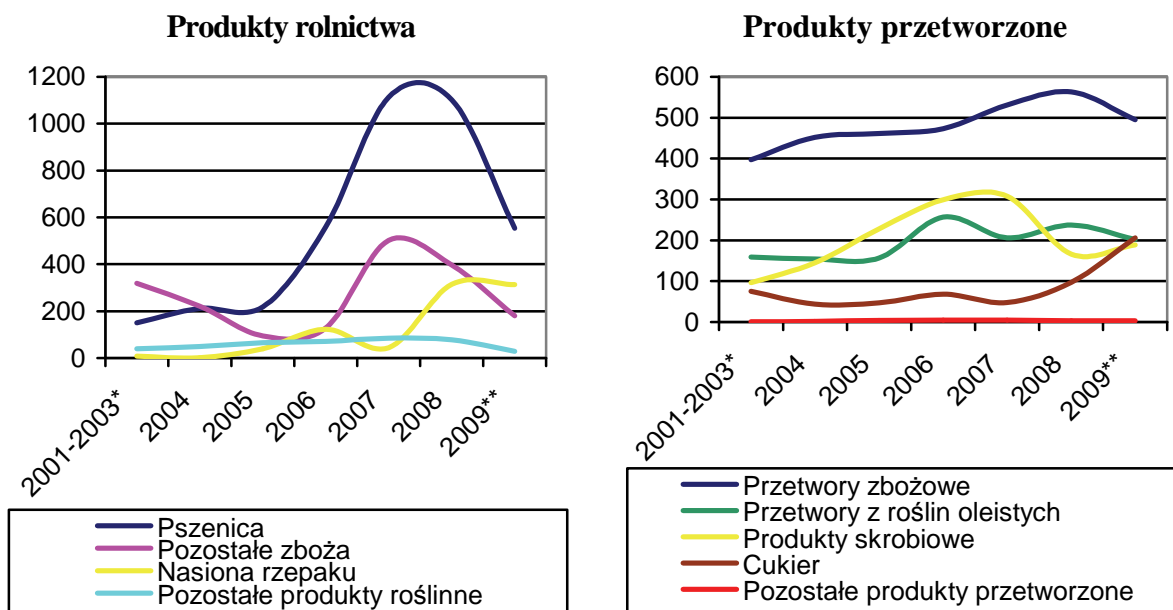 Produkty rolnictwa
1200
1000
800
600
400
200
0
2001-2003*
2004
2005
2006
2007
2008
2009**
Pszenica
Pozostałe zboża
Nasiona rzepaku
Pozostałe produkty roślinne
Produkty przetworzone
600
500
400
300
200
100
0
2001-2003*
2004
2005
2006
2007
2008
2009**
Przetwory zbożowe
Przetwory z roślin oleistych
Produkty skrobiowe
Cukier
Pozostałe produkty przetworzone